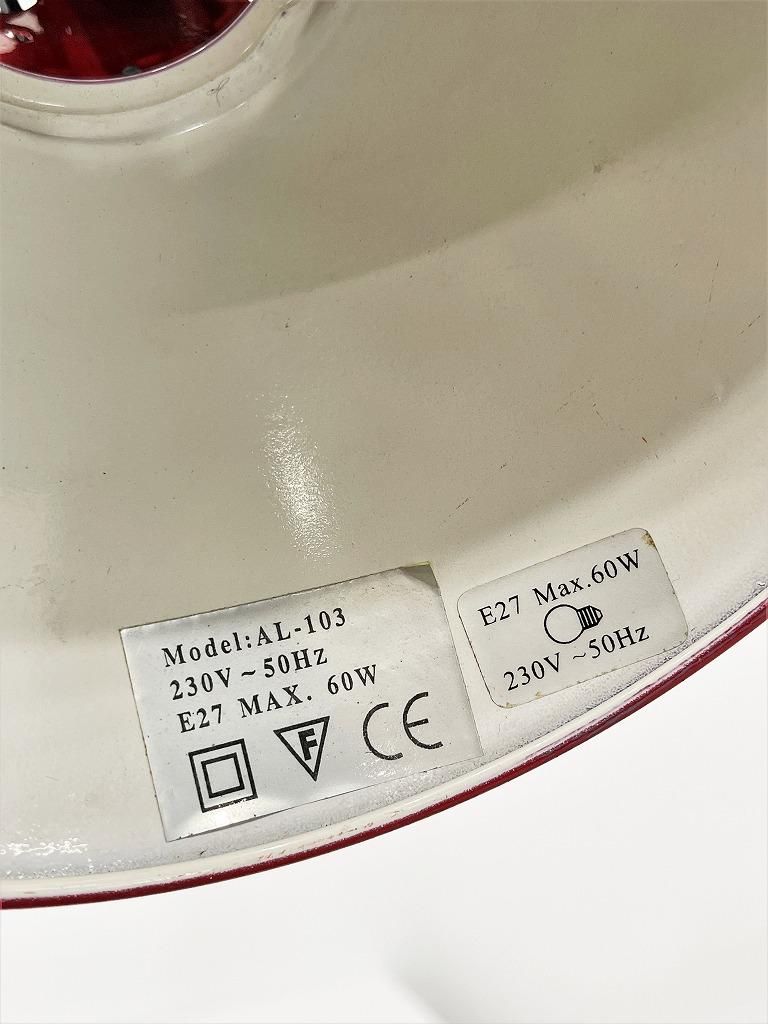 Model:AL-103
230V ~ 50Hz
E27 MAX. 60W
F CE
E27 Max.60W
230V ~50Hz